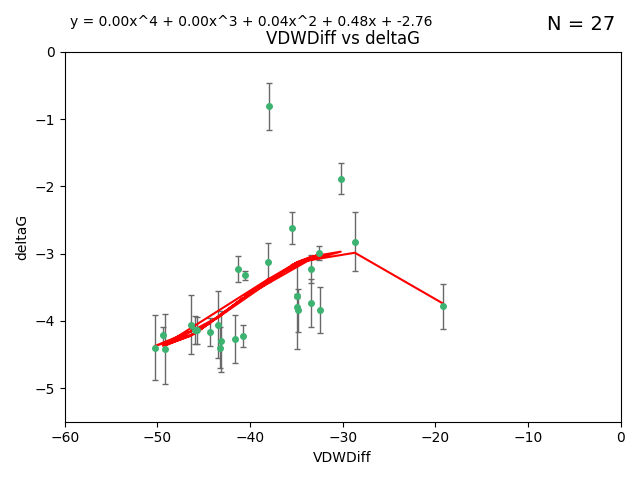 y = 0.00x^4 + 0.00x^3 + 0.04x^2 + 0.48x + -2.76
N = 27
VDWDiff vs deltaG
0
−1
−2
−3
−4
−5
deltaG
−60 −50 −40 −30 −20 −10 0
VDWDiff